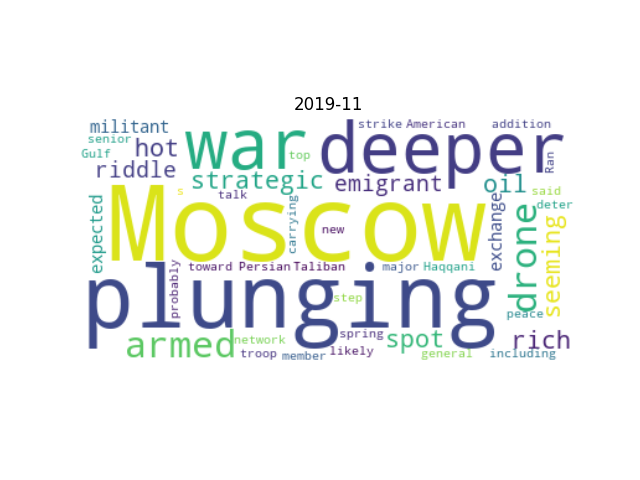 2019-11
militant
war
deeper
strike
American
addition
senior
hot
top
Gulf
riddle
strategic
emigrant
oil
Ran
said
s
talk
deter
expected
Moscow
carrying
new
exchange
drone
seeming
probably
toward
Persian
Taliban
major
Haqqani
plunging
step
peace
armed
network
spring
spot
rich
troop
member
likely
general
including